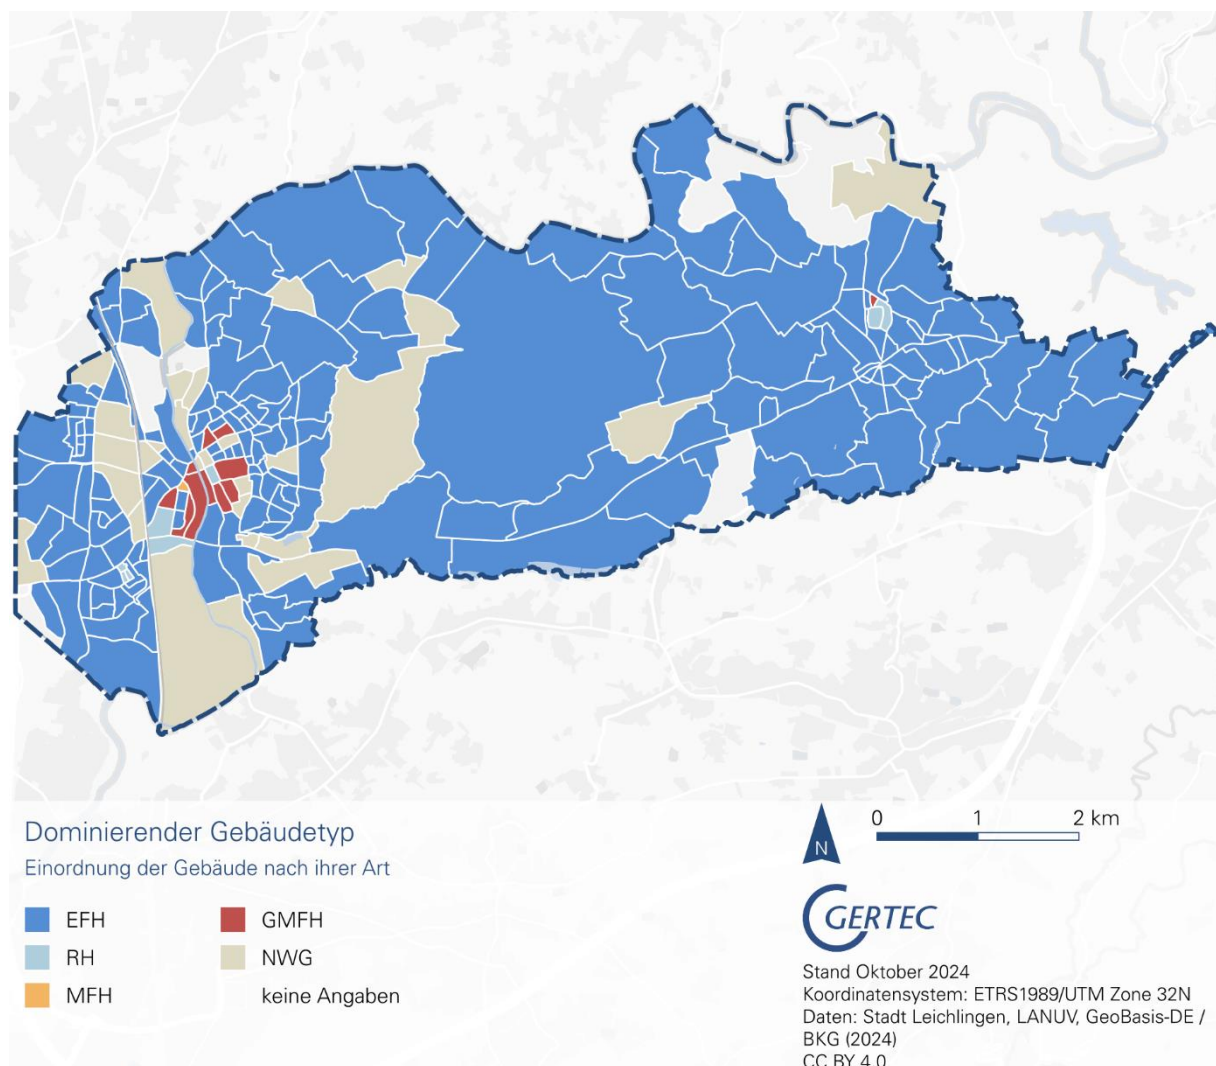 Dominierender Gebäudetyp
Einordnung der Gebäude nach ihrer Art
EFH
RH
MFH
GMFH
NWG
keine Angaben
N
0 1 2 km
GERTEC
Stand Oktober 2024
Koordinatensystem: ETRS1989/UTM Zone 32N
Daten: Stadt Leichlingen, LANUV, GeoBasis-DE /
BKG (2024)
CC BY 4.0